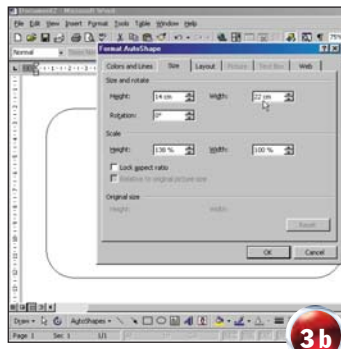 Document2 - Microsoft Word
File Edit View Insert Format Tools Table Window Help
75%
Normal
Format AutoShape
Colors and Lines Size Layout Picture Text Box Web
Size and rotate
Height: 14 cm Width: 22 cm
Rotation: 0°
Scale
Height: 138 % Width: 100 %
Lock aspect ratio
Relative to original picture size
Original size
Height: Width:
Reset
OK Cancel
Draw AutoShapes
Page 1 Sec 1 1/1
3b